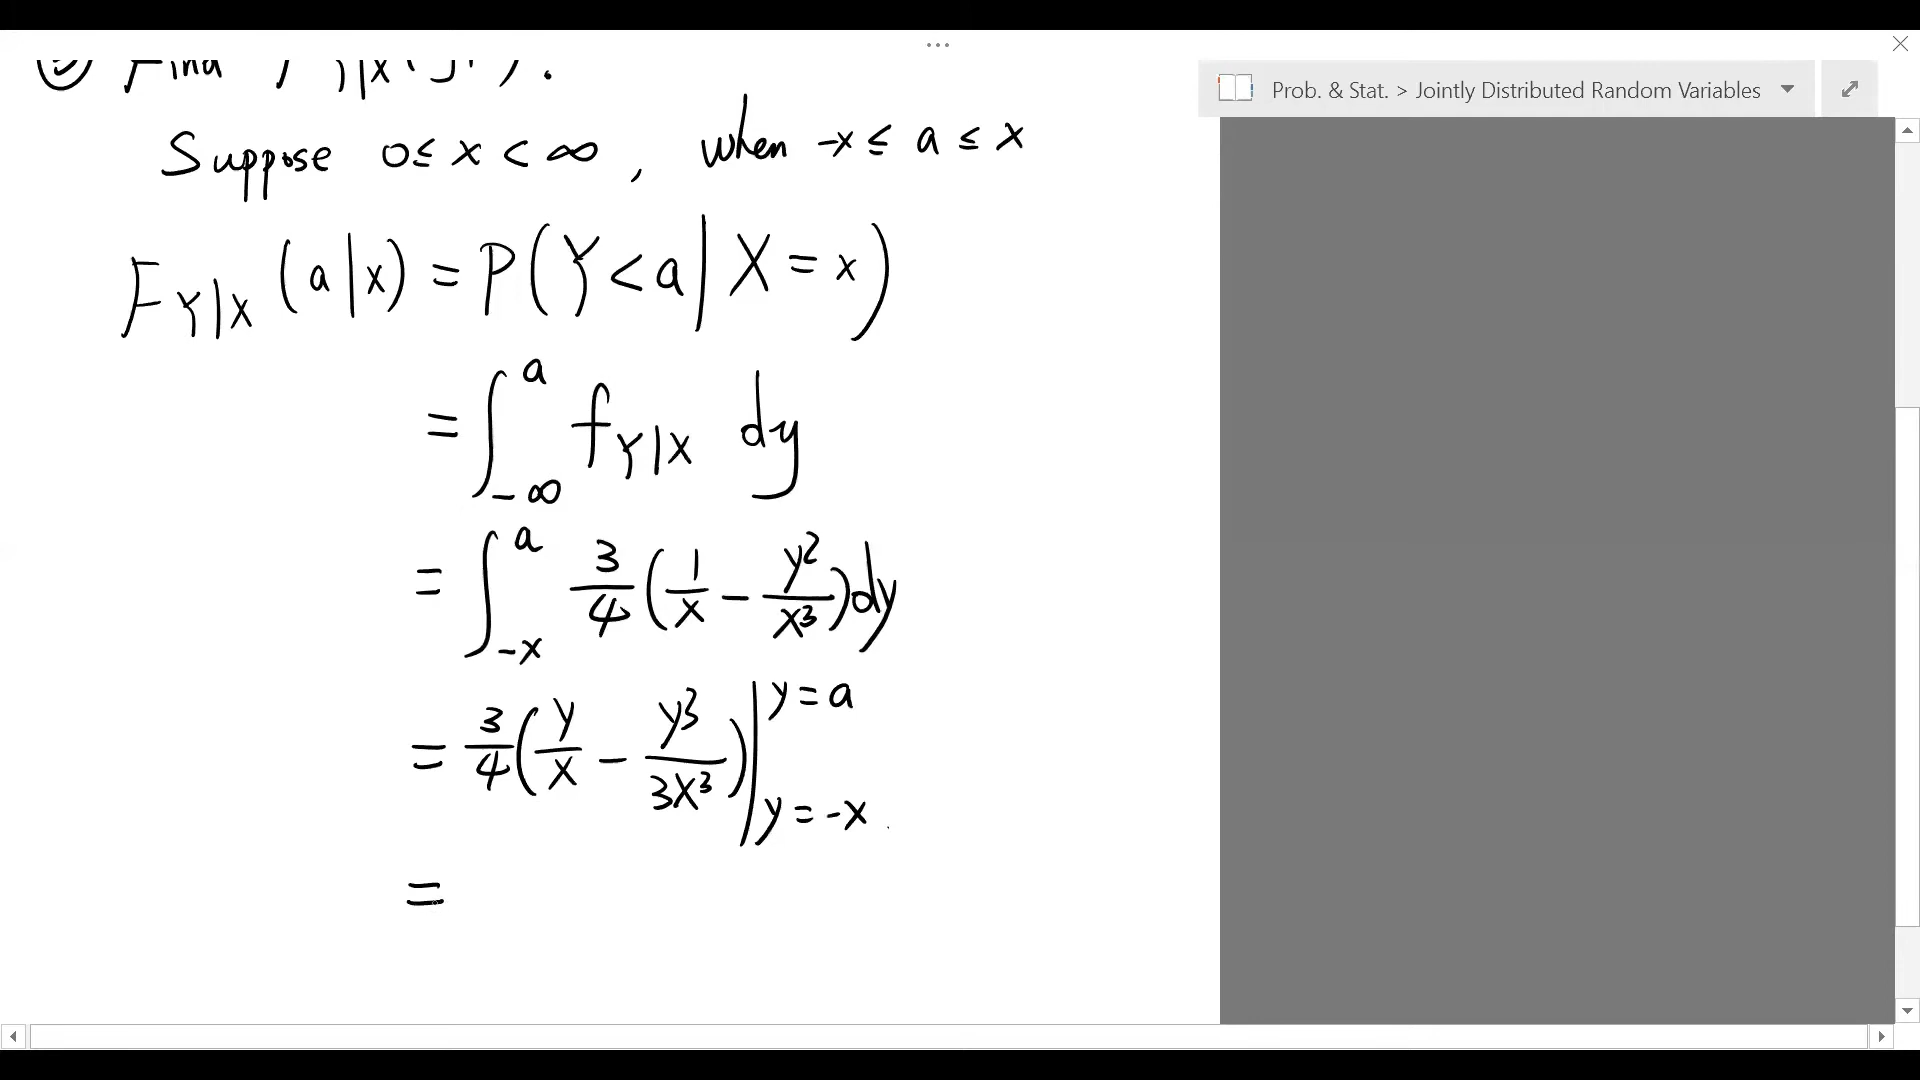 Find F Y|X (y|
Prob. & Stat. > Jointly Distributed Random Variables
Suppose 0 ≤ x < ∞, when -x ≤ a ≤ x
F_{Y|X} (a|x) = P(Y < a | X = x)
= ∫_{-∞}^{a} f_{Y|X} dy
= ∫_{-x}^{a} 3/4 (1/x - y²/x³) dy
= 3/4 (y/x - y³/3x³) |_{y=-x}^{y=a}
=